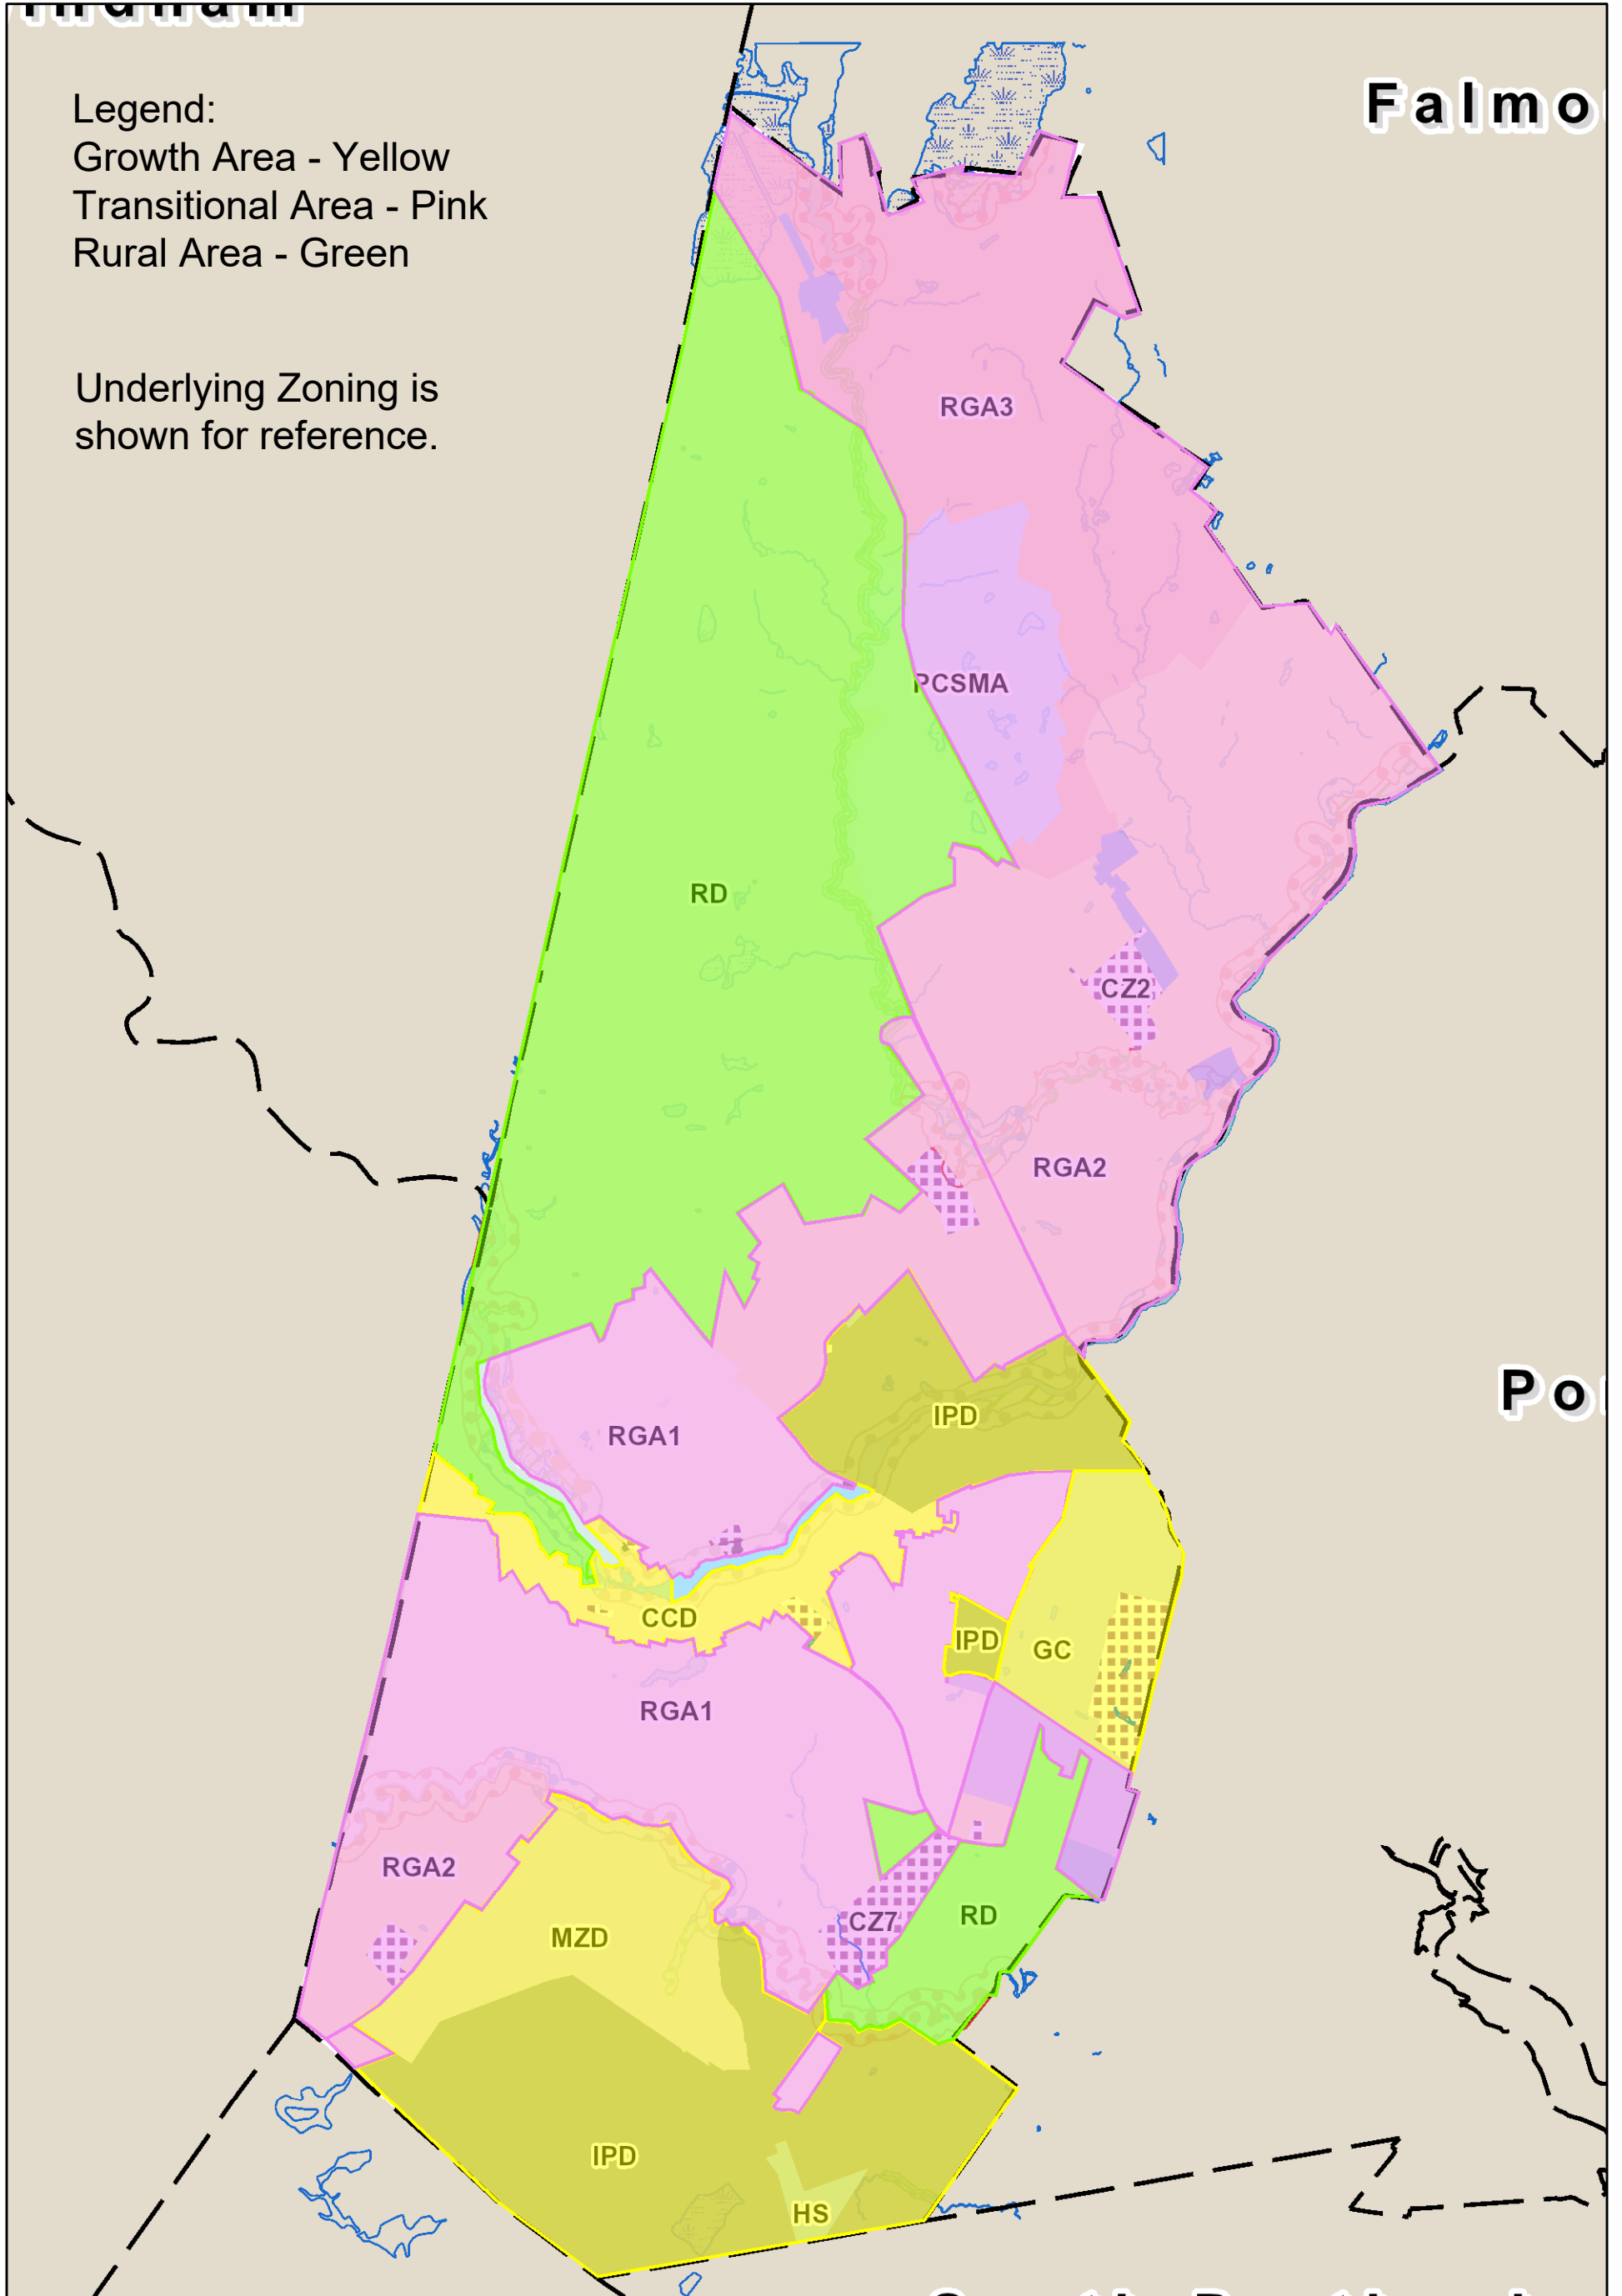 Legend:
Growth Area - Yellow
Transitional Area - Pink
Rural Area - Green
Underlying Zoning is
shown for reference.
Falmo
RGA3
PCSMA
RD
CZ2
RGA2
Po
IPD
RGA1
CCD
IPD
GC
RGA1
RGA2
CZ7
RD
MZD
IPD
HS